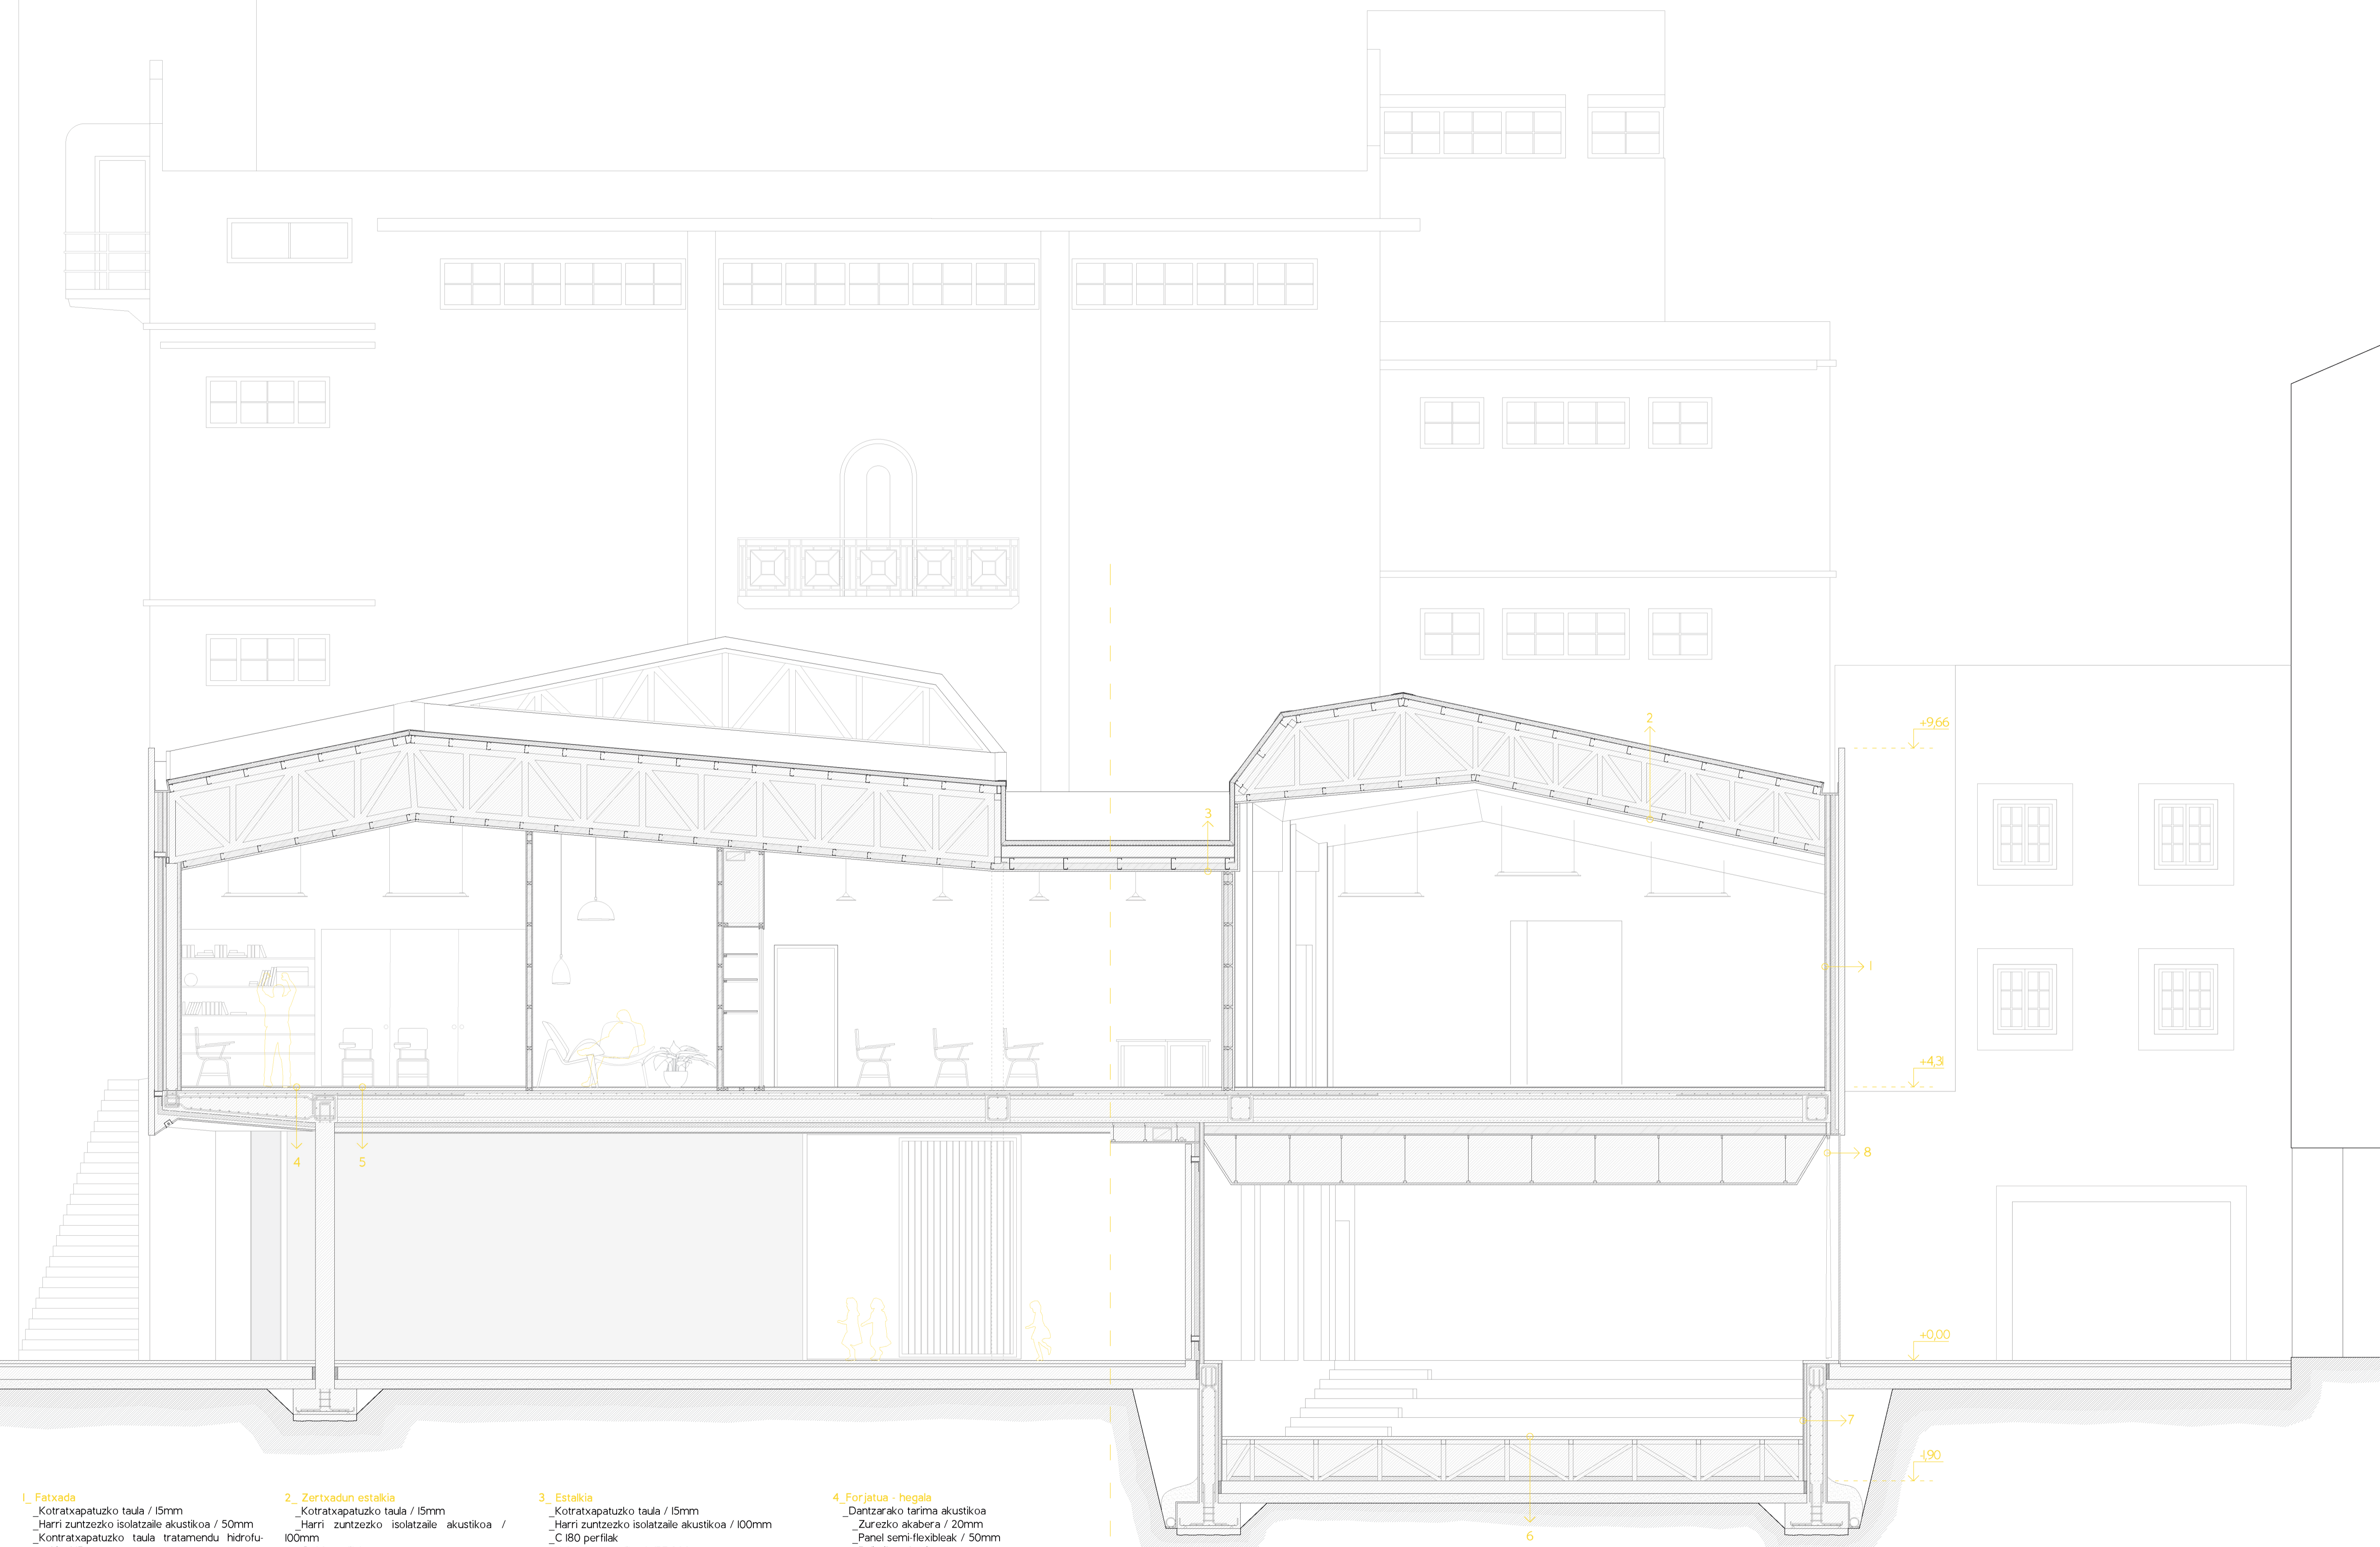 2
+9,66
3
1
+4,31
4
5
8
+0,00
7
-1,90
6
1_ Fatxada
_Kotratxapatuzko taula / 15mm
_Harri zuntzezko isolatzaile akustikoa / 50mm
_Kontratxapatuzko taula tratamendu hidrofu-
2_ Zertxadun estalkia
_Kotratxapatuzko taula / 15mm
_Harri zuntzezko isolatzaile akustikoa /
100mm
3_ Estalkia
_Kotratxapatuzko taula / 15mm
_Harri zuntzezko isolatzaile akustikoa / 100mm
_C 180 perfilak
4_Forjatua - hegala
_Dantzarako tarima akustikoa
_Zurezko akabera / 20mm
_Panel semi-flexibleak / 50mm